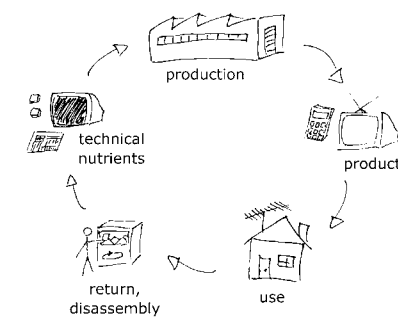 production
product
use
return,
disassembly
technical
nutrients